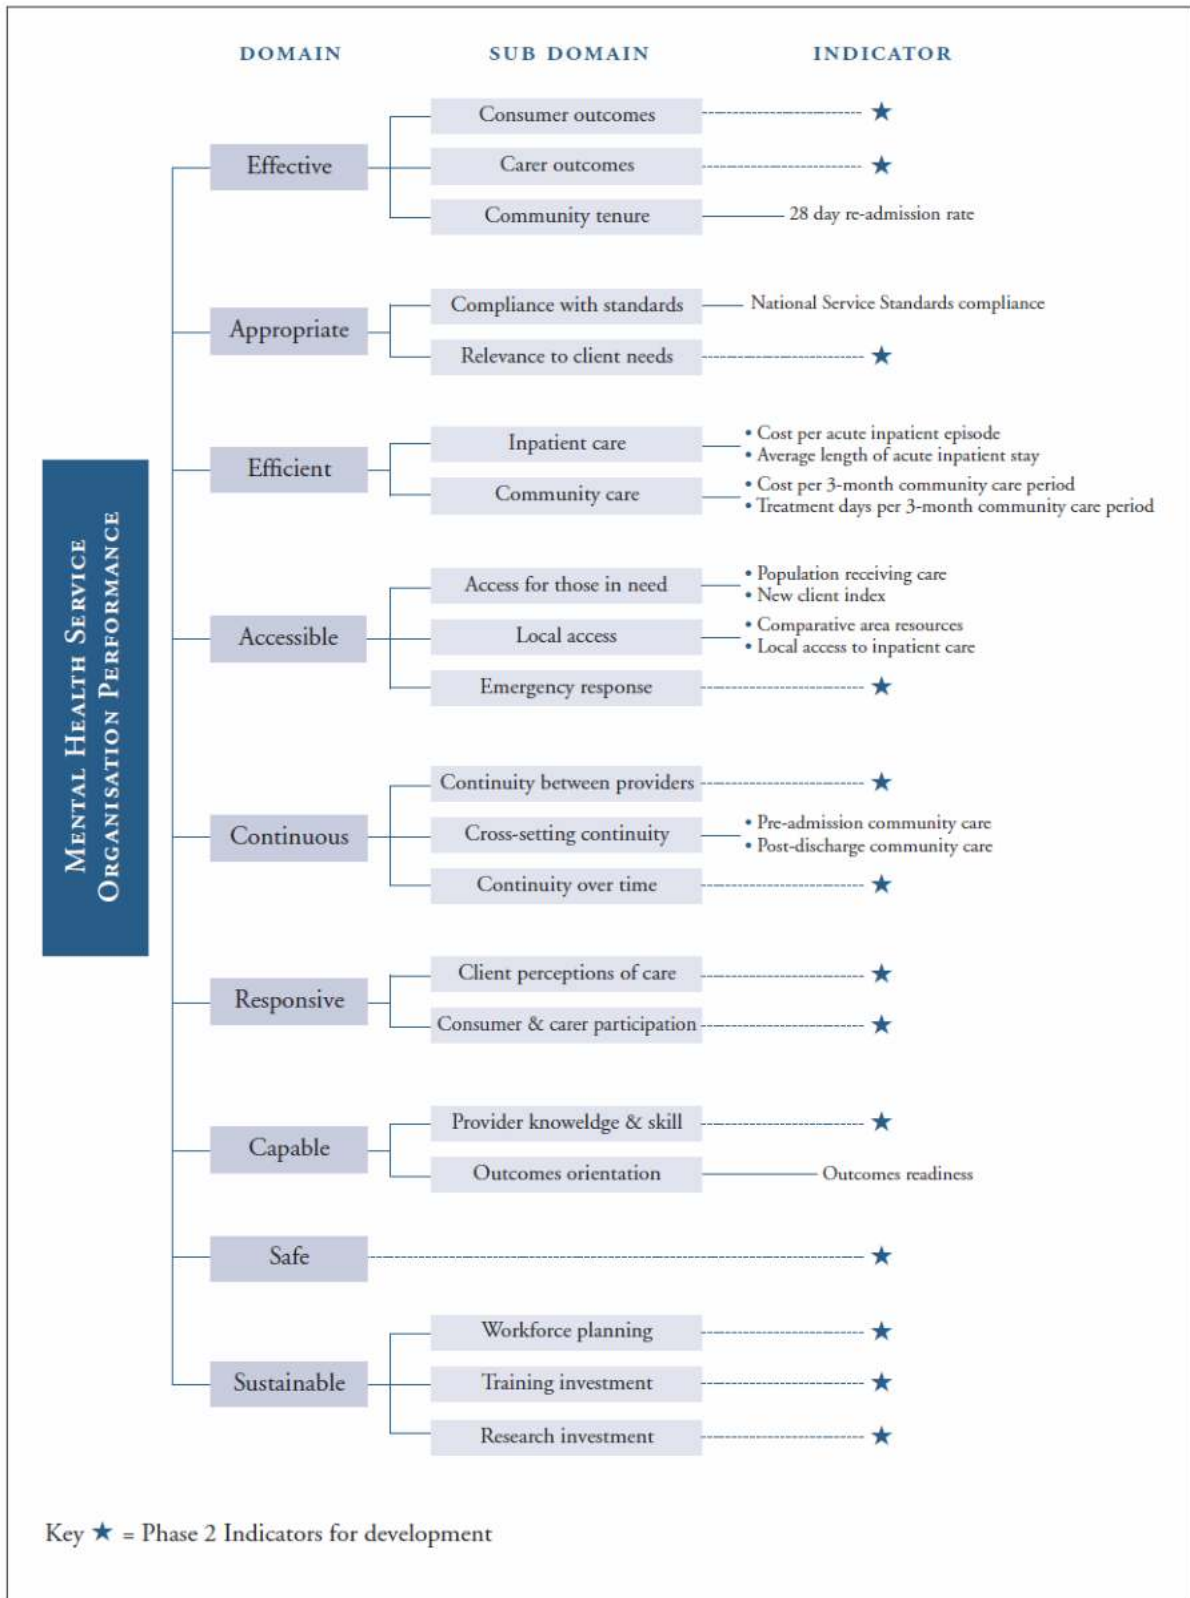 DOMAIN SUB DOMAIN INDICATOR
Consumer outcomes ★
Effective Carer outcomes ★
Community tenure 28 day re-admission rate
Compliance with standards National Service Standards compliance
Appropriate
Relevance to client needs ★
Inpatient care • Cost per acute inpatient episode
• Average length of acute inpatient stay
Efficient
Community care • Cost per 3-month community care period
• Treatment days per 3-month community care period
MENTAL HEALTH SERVICE
ORGANISATION PERFORMANCE
Access for those in need • Population receiving care
• New client index
Accessible Local access • Comparative area resources
• Local access to inpatient care
Emergency response ★
Continuity between providers ★
Continuous Cross-setting continuity • Pre-admission community care
• Post-discharge community care
Continuity over time ★
Client perceptions of care ★
Responsive
Consumer & carer participation ★
Provider knoweldge & skill ★
Capable
Outcomes orientation Outcomes readiness
Safe ★
Workforce planning ★
Sustainable Training investment ★
Research investment ★
Key ★ = Phase 2 Indicators for development